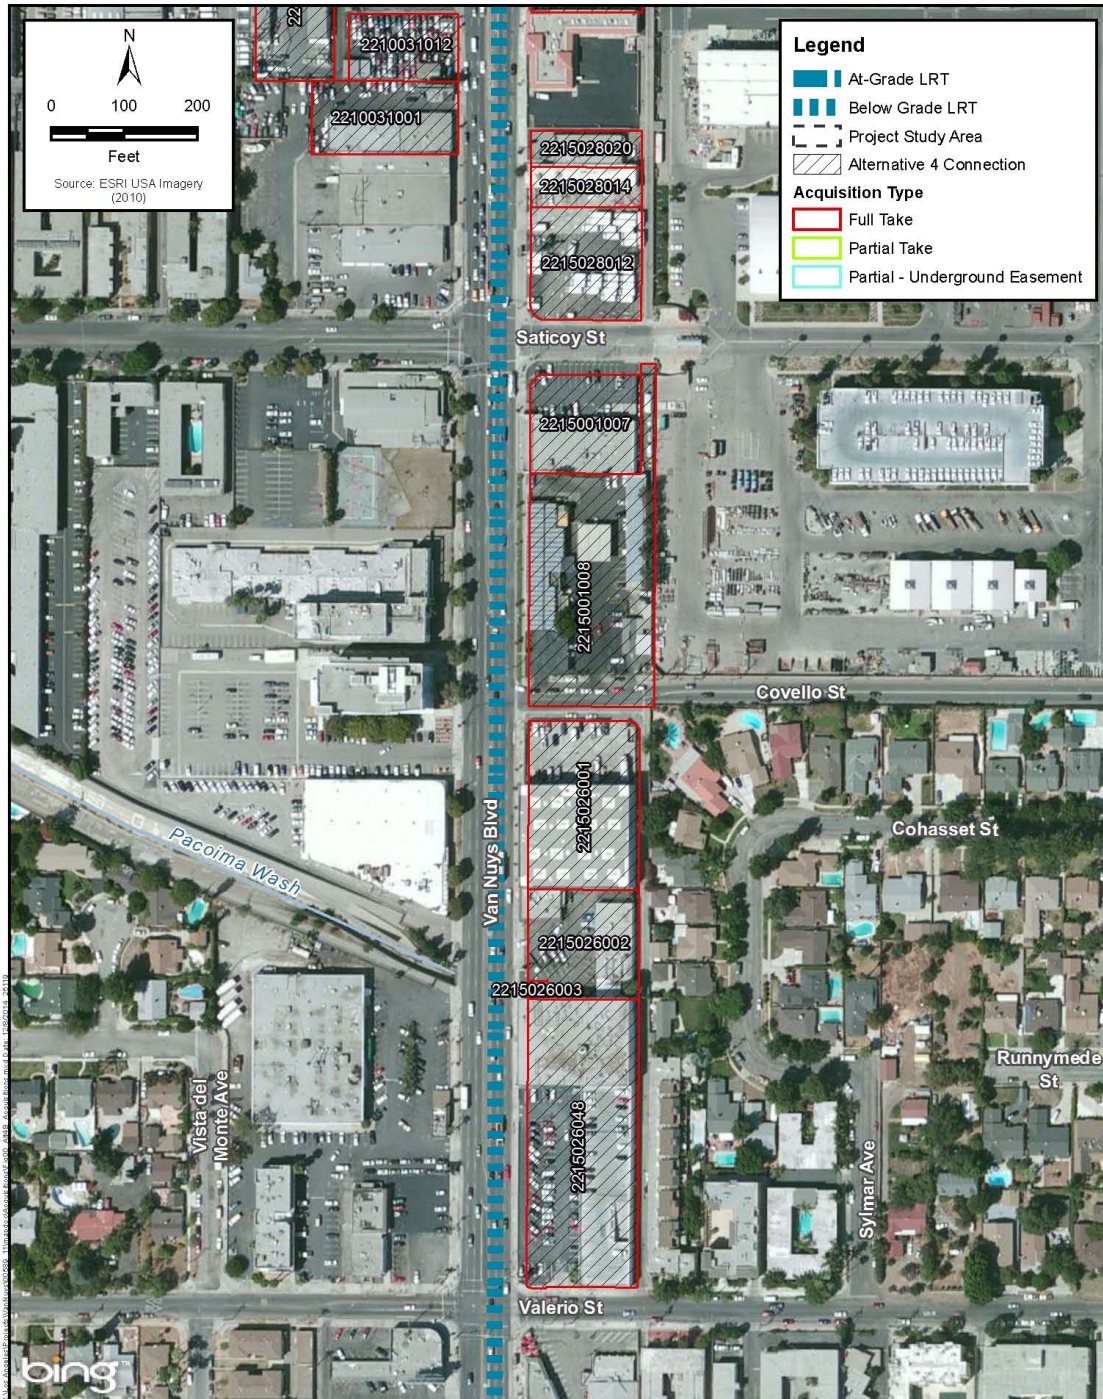 N
0 100 200
Feet
Source: ESRI USA Imagery
(2010)
Legend
At-Grade LRT
Below Grade LRT
Project Study Area
Alternative 4 Connection
Acquisition Type
Full Take
Partial Take
Partial - Underground Easement
22
2210031012
2210031001
2215028020
2215028014
2215028012
Saticoy St
2215001007
2215001008
Covello St
2215026001
Cohasset St
Van Nuys Blvd
Pacoima Wash
2215026002
2215026003
Runnymede
St
Vista del
Monte Ave
2215026048
Sylmar Ave
Valerio St
bing™